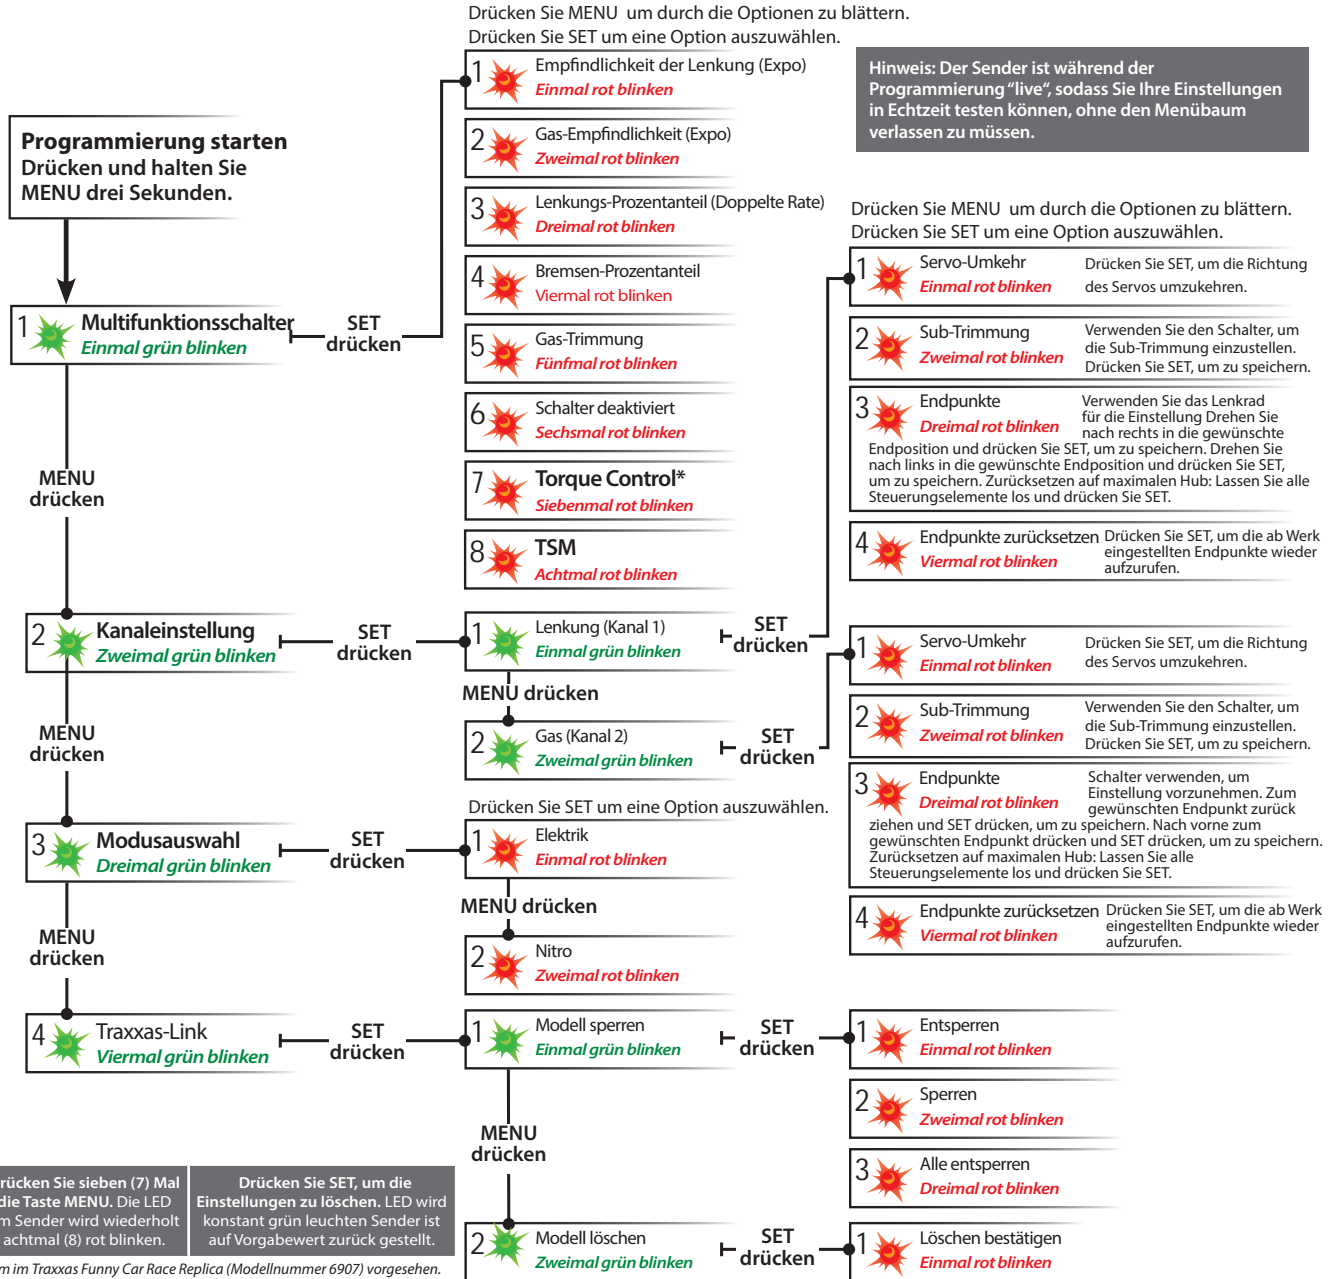 Drücken Sie MENU um durch die Optionen zu blättern.
Drücken Sie SET um eine Option auszuwählen.
Hinweis: Der Sender ist während der
Programmierung "live", sodass Sie Ihre Einstellungen
in Echtzeit testen können, ohne den Menübaum
verlassen zu müssen.
Programmierung starten
Drücken und halten Sie
MENU drei Sekunden.
1 Multifunktionsschalter
Einmal grün blinken
SET
drücken
1 Empfindlichkeit der Lenkung (Expo)
Einmal rot blinken
2 Gas-Empfindlichkeit (Expo)
Zweimal rot blinken
3 Lenkungs-Prozentanteil (Doppelte Rate)
Dreimal rot blinken
4 Bremsen-Prozentanteil
Viermal rot blinken
5 Gas-Trimmung
Fünfmal rot blinken
6 Schalter deaktiviert
Sechsmal rot blinken
7 Torque Control*
Siebenmal rot blinken
8 TSM
Achtmal rot blinken
MENU
drücken
2 Kanaleinstellung
Zweimal grün blinken
SET
drücken
1 Lenkung (Kanal 1)
Einmal grün blinken
SET
drücken
MENU drücken
2 Gas (Kanal 2)
Zweimal grün blinken
SET
drücken
Drücken Sie MENU um durch die Optionen zu blättern.
Drücken Sie SET um eine Option auszuwählen.
1 Servo-Umkehr
Einmal rot blinken
Drücken Sie SET, um die Richtung
des Servos umzukehren.
2 Sub-Trimmung
Zweimal rot blinken
Verwenden Sie den Schalter, um
die Sub-Trimmung einzustellen.
Drücken Sie SET, um zu speichern.
3 Endpunkte
Dreimal rot blinken
Verwenden Sie das Lenkrad
für die Einstellung Drehen Sie
nach rechts in die gewünschte
Endposition und drücken Sie SET, um zu speichern. Drehen Sie
nach links in die gewünschte Endposition und drücken Sie SET,
um zu speichern. Zurücksetzen auf maximalen Hub: Lassen Sie alle
Steuerungselemente los und drücken Sie SET.
4 Endpunkte zurücksetzen
Viermal rot blinken
Drücken Sie SET, um die ab Werk
eingestellten Endpunkte wieder
aufzurufen.
1 Servo-Umkehr
Einmal rot blinken
Drücken Sie SET, um die Richtung
des Servos umzukehren.
2 Sub-Trimmung
Zweimal rot blinken
Verwenden Sie den Schalter, um
die Sub-Trimmung einzustellen.
Drücken Sie SET, um zu speichern.
3 Endpunkte
Dreimal rot blinken
Schalter verwenden, um
Einstellung vorzunehmen. Zum
gewünschten Endpunkt zurück
ziehen und SET drücken, um zu speichern. Nach vorne zum
gewünschten Endpunkt drücken und SET drücken, um zu speichern.
Zurücksetzen auf maximalen Hub: Lassen Sie alle
Steuerungselemente los und drücken Sie SET.
4 Endpunkte zurücksetzen
Viermal rot blinken
Drücken Sie SET, um die ab Werk
eingestellten Endpunkte wieder
aufzurufen.
MENU
drücken
3 Modusauswahl
Dreimal grün blinken
SET
drücken
Drücken Sie SET um eine Option auszuwählen.
1 Elektrik
Einmal rot blinken
MENU drücken
2 Nitro
Zweimal rot blinken
MENU
drücken
4 Traxxas-Link
Viermal grün blinken
SET
drücken
1 Modell sperren
Einmal grün blinken
SET
drücken
1 Entsperren
Einmal rot blinken
2 Sperren
Zweimal rot blinken
3 Alle entsperren
Dreimal rot blinken
MENU
drücken
2 Modell löschen
Zweimal grün blinken
SET
drücken
1 Löschen bestätigen
Einmal rot blinken
rücken Sie sieben (7) Mal
die Taste MENU. Die LED
m Sender wird wiederholt
achtmal (8) rot blinken.
Drücken Sie SET, um die
Einstellungen zu löschen. LED wird
konstant grün leuchten Sender ist
auf Vorgabewert zurück gestellt.
m im Traxxas Funny Car Race Replica (Modellnummer 6907) vorgesehen.